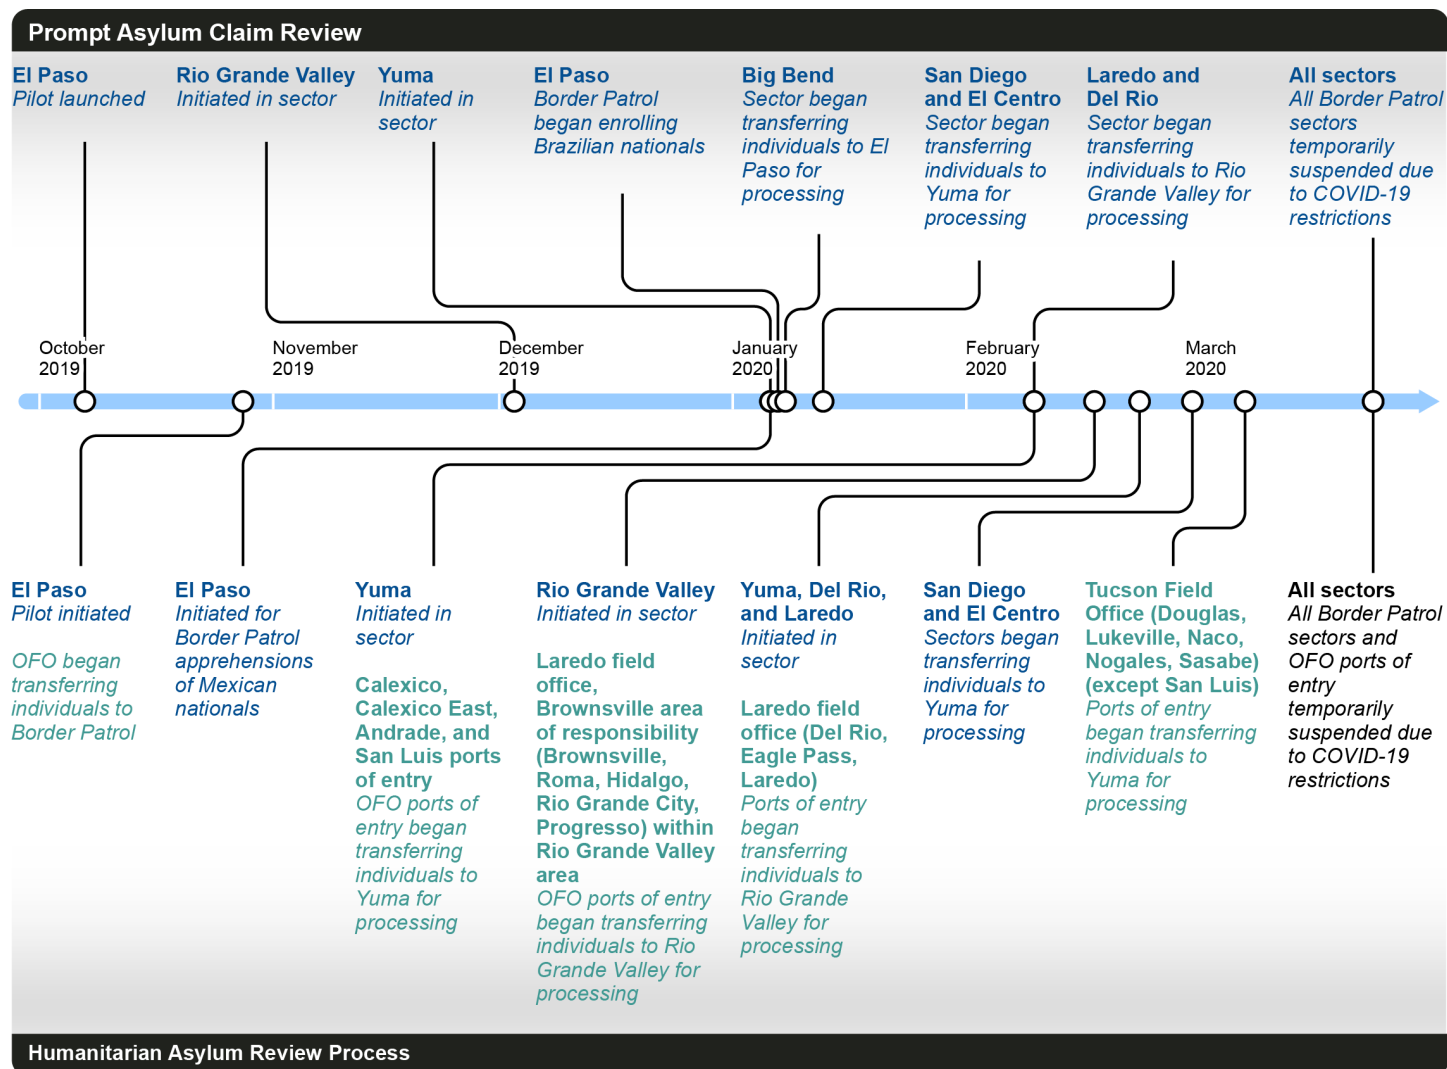 Prompt Asylum Claim Review
El Paso
Pilot launched
Rio Grande Valley
Initiated in sector
Yuma
Initiated in
sector
El Paso
Border Patrol
began enrolling
Brazilian nationals
Big Bend
Sector began
transferring
individuals to El
Paso for
processing
San Diego
and El Centro
Sector began
transferring
individuals to
Yuma for
processing
Laredo and
Del Rio
Sector began
transferring
individuals to Rio
Grande Valley for
processing
All sectors
All Border Patrol
sectors
temporarily
suspended due
to COVID-19
restrictions
October
2019
November
2019
December
2019
January
2020
February
2020
March
2020
El Paso
Pilot initiated
OFO began
transferring
individuals to
Border Patrol
El Paso
Initiated for
Border Patrol
apprehensions
of Mexican
nationals
Yuma
Initiated in
sector
Calexico,
Calexico East,
Andrade, and
San Luis ports
of entry
OFO ports of
entry began
transferring
individuals to
Yuma for
processing
Rio Grande Valley
Initiated in sector
Laredo field
office,
Brownsville area
of responsibility
(Brownsville,
Roma, Hidalgo,
Rio Grande City,
Progresso) within
Rio Grande Valley
area
OFO ports of entry
began transferring
individuals to Rio
Grande Valley for
processing
Yuma, Del Rio,
and Laredo
Initiated in
sector
Laredo field
office (Del Rio,
Eagle Pass,
Laredo)
Ports of entry
began
transferring
individuals to
Rio Grande
Valley for
processing
San Diego
and El Centro
Sectors began
transferring
individuals to
Yuma for
processing
Tucson Field
Office (Douglas,
Lukeville, Naco,
Nogales, Sasabe)
(except San Luis)
Ports of entry
began transferring
individuals to
Yuma for
processing
All sectors
All Border Patrol
sectors and
OFO ports of
entry
temporarily
suspended due
to COVID-19
restrictions
Humanitarian Asylum Review Process